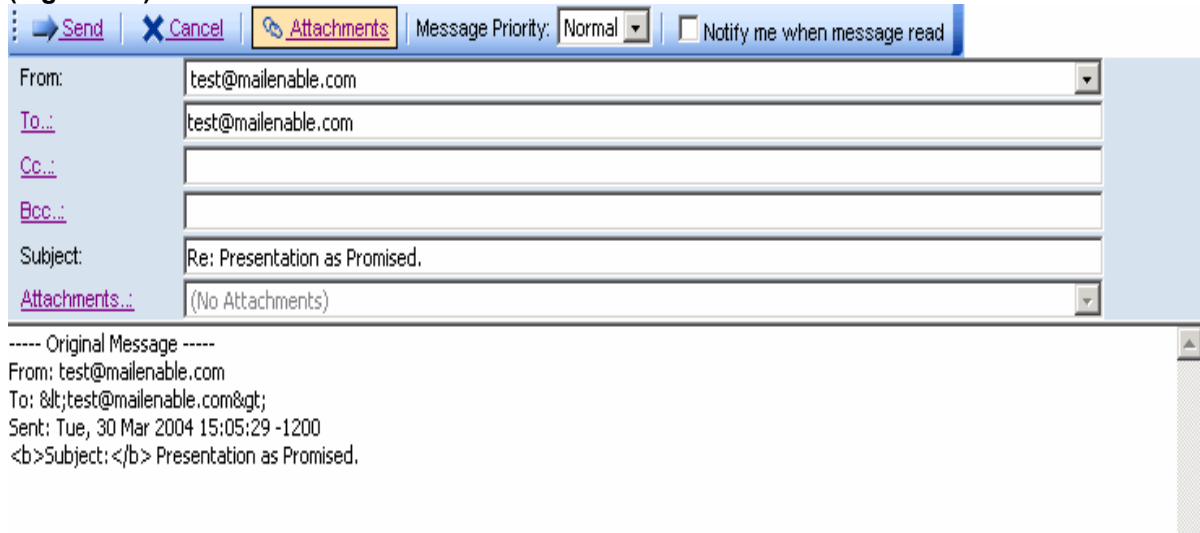 Send Cancel Attachments Message Priority: Normal Notify me when message read
From: test@mailenable.com
To..: test@mailenable.com
Cc..:
Bcc..:
Subject: Re: Presentation as Promised.
Attachments..: (No Attachments)
----- Original Message -----
From: test@mailenable.com
To: &lt;test@mailenable.com&gt;
Sent: Tue, 30 Mar 2004 15:05:29 -1200
<b>Subject:</b> Presentation as Promised.